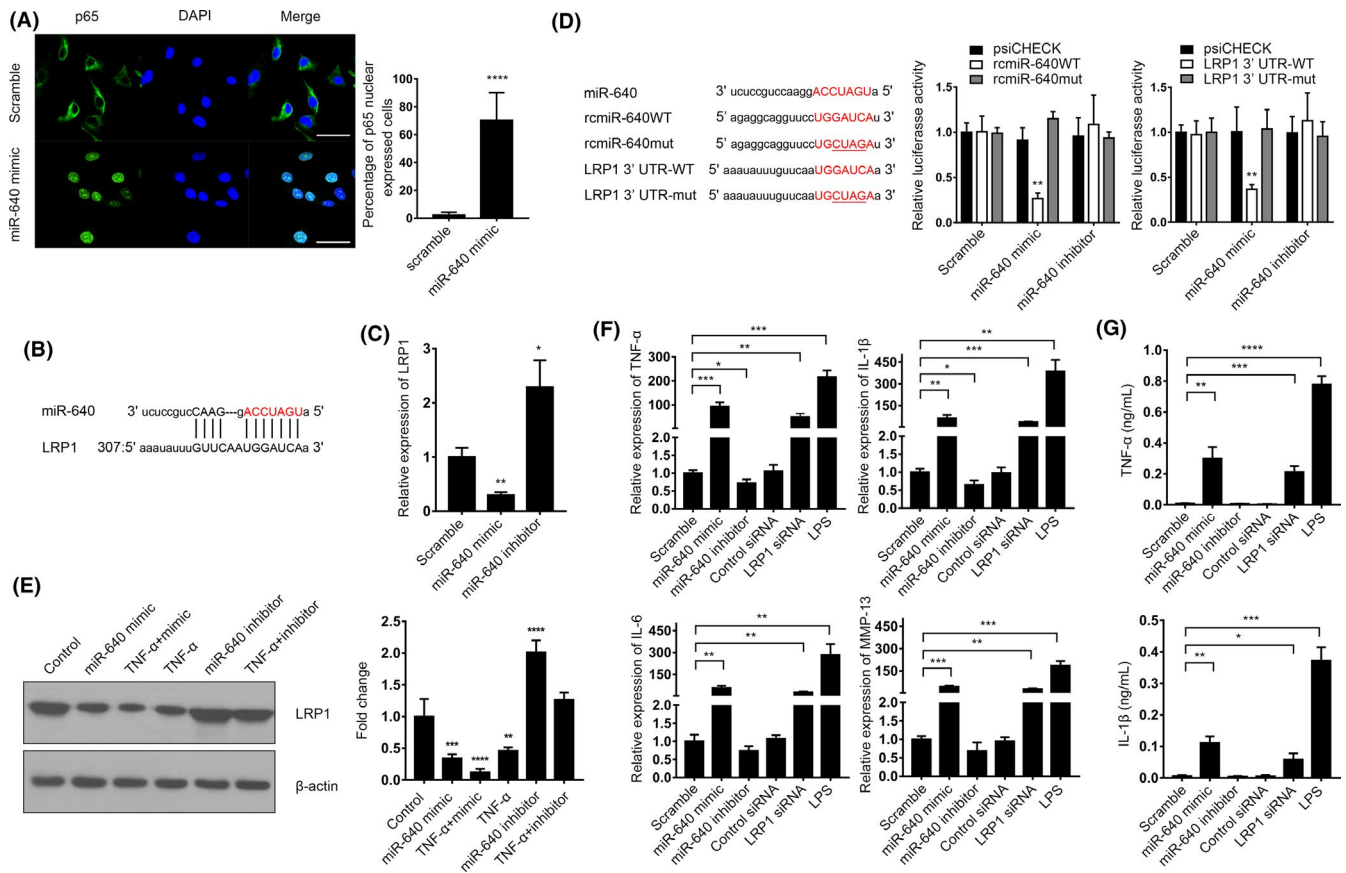 (A)
p65 DAPI Merge
Scramble
miR-640 mimic
Percentage of p65 nuclear
expressed cells
100
80
60
40
20
0
****
scramble
miR-640 mimic
(D)
miR-640 3' ucuccguccaaggACCUAGUa 5'
rcmiR-640WT 5' agaggcagguuccUGGAUCAu 3'
rcmiR-640mut 5' agaggcagguuccUGCUAGAu 3'
LRP1 3' UTR-WT 5' aaauauuuguucaaUGGAUCAa 3'
LRP1 3' UTR-mut 5' aaauauuuguucaaUGCUAGAa 3'
psiCHECK
rcmiR-640WT
rcmiR-640mut
Relative luciferasse activity
1.5
1.0
0.5
0.0
**
Scramble
miR-640 mimic
miR-640 inhibitor
psiCHECK
LRP1 3' UTR-WT
LRP1 3' UTR-mut
Relative luciferasse activity
1.5
1.0
0.5
0.0
**
Scramble
miR-640 mimic
miR-640 inhibitor
(B)
miR-640 3' ucuccgucCAAG---gACCUAGUa 5'
LRP1 307:5' aaauauuuGUUCAAUGGAUCAa 3'
(C)
Relative expression of LRP1
3
2
1
0
**
*
Scramble
miR-640 mimic
miR-640 inhibitor
(E)
Control
miR-640 mimic
TNF-α+mimic
TNF-α
miR-640 inhibitor
TNF-α+inhibitor
LRP1
β-actin
Fold change
2.5
2.0
1.5
1.0
0.5
0.0
***
****
**
****
Control
miR-640 mimic
TNF-α+mimic
TNF-α
miR-640 inhibitor
TNF-α+inhibitor
(F)
Relative expression of TNF-α
300
200
100
2.0
1.5
1.0
0.5
0.0
***
**
*
***
Scramble
miR-640 mimic
miR-640 inhibitor
Control siRNA
LRP1 siRNA
LPS
Relative expression of IL-1β
450
300
150
2.0
1.5
1.0
0.5
0.0
**
***
*
**
Scramble
miR-640 mimic
miR-640 inhibitor
Control siRNA
LRP1 siRNA
LPS
Relative expression of IL-6
450
300
150
2.0
1.5
1.0
0.5
0.0
**
**
**
Scramble
miR-640 mimic
miR-640 inhibitor
Control siRNA
LRP1 siRNA
LPS
Relative expression of MMP-13
450
300
150
2.0
1.5
1.0
0.5
0.0
***
**
***
Scramble
miR-640 mimic
miR-640 inhibitor
Control siRNA
LRP1 siRNA
LPS
(G)
TNF-α (ng/mL)
1.0
0.8
0.6
0.4
0.2
0.0
****
***
**
Scramble
miR-640 mimic
miR-640 inhibitor
Control siRNA
LRP1 siRNA
LPS
IL-1β (ng/mL)
0.5
0.4
0.3
0.2
0.1
0.0
***
*
**
Scramble
miR-640 mimic
miR-640 inhibitor
Control siRNA
LRP1 siRNA
LPS